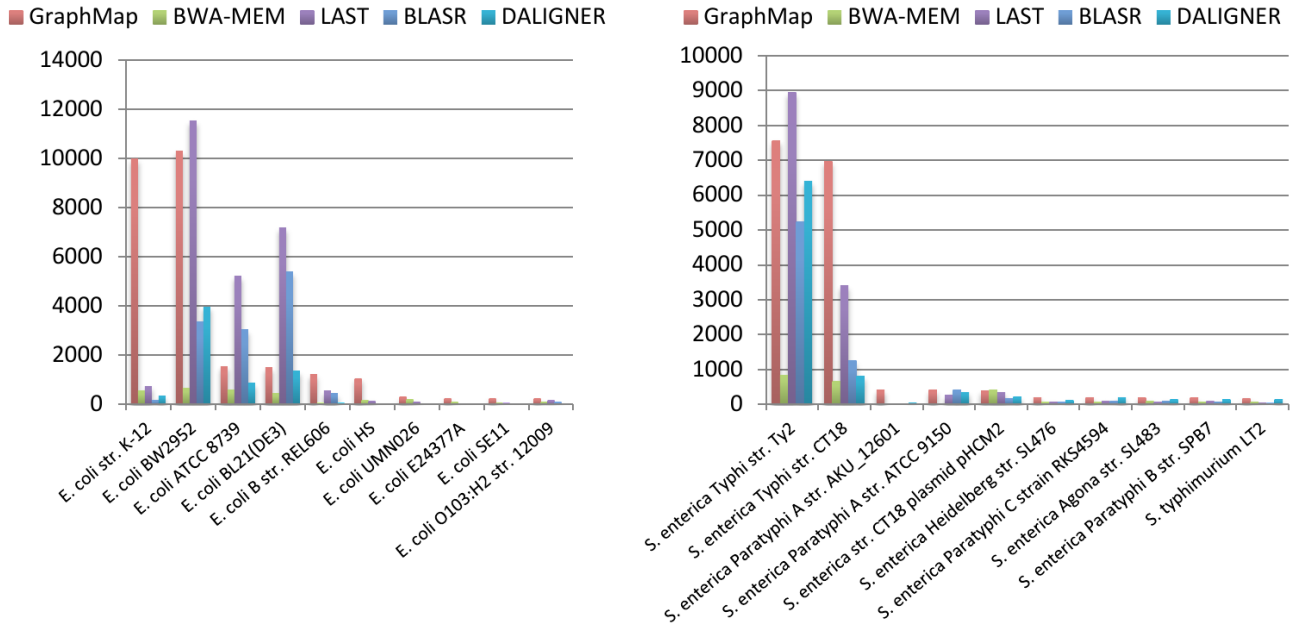 GraphMap BWA-MEM LAST BLASR DALIGNER
14000
12000
10000
8000
6000
4000
2000
0
E. coli str. K-12
E. coli BW2952
E. coli ATCC 8739
E. coli BL21(DE3)
E. coli B str. REL606
E. coli HS
E. coli UMN026
E. coli E24377A
E. coli SE11
E. coli O103:H2 str. 12009
GraphMap BWA-MEM LAST BLASR DALIGNER
10000
9000
8000
7000
6000
5000
4000
3000
2000
1000
0
S. enterica Typhi str. Ty2
S. enterica Typhi str. CT18
S. enterica Paratyphi A str. AKU_12601
S. enterica Paratyphi A str. ATCC 9150
S. enterica str. CT18 plasmid pHCM2
S. enterica Heidelberg str. SL476
S. enterica Paratyphi C strain RKS4594
S. enterica Agona str. SL483
S. enterica Paratyphi B str. SPB7
S. typhimurium LT2